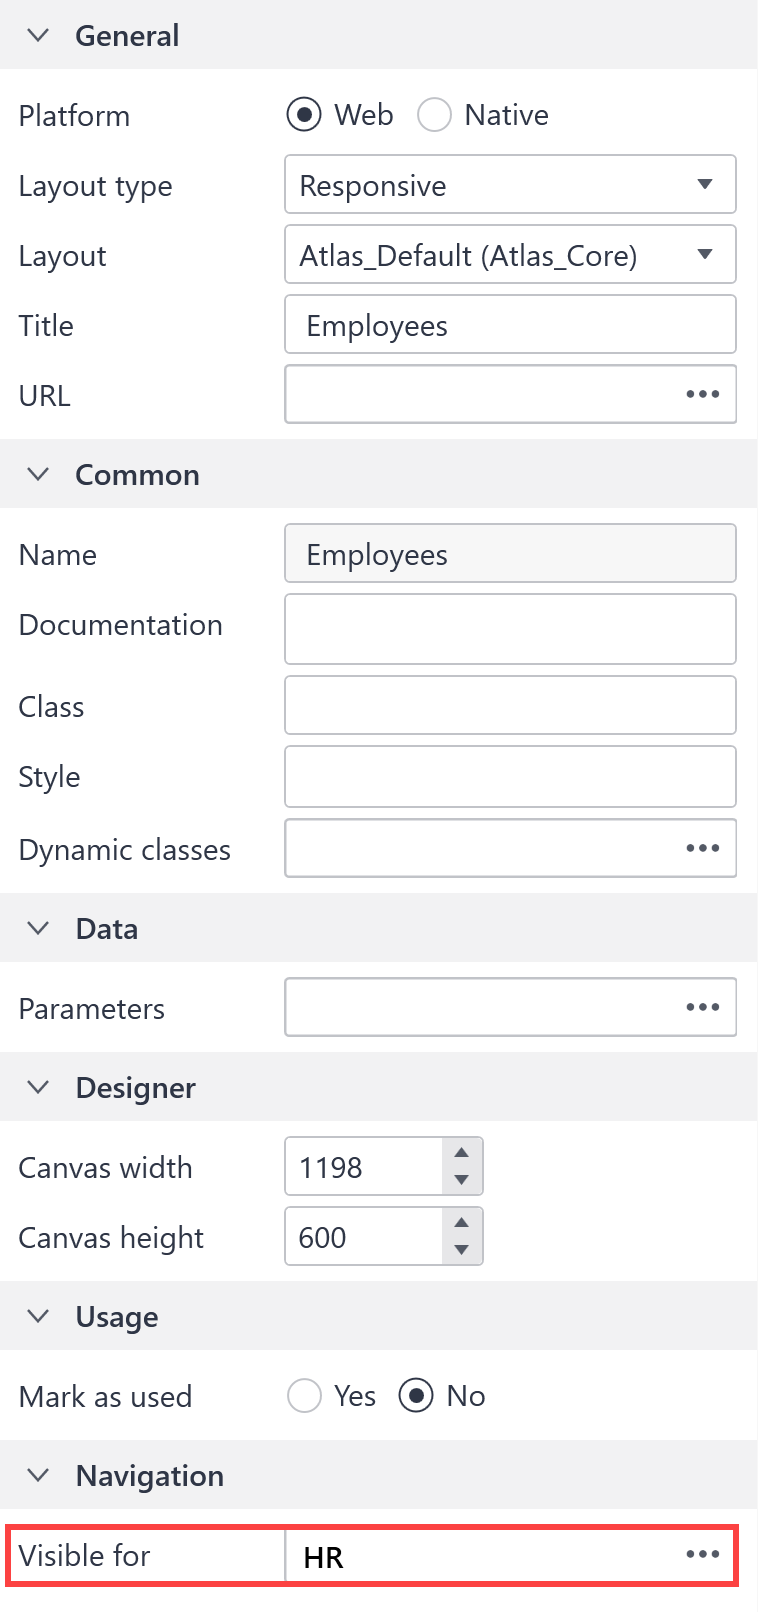 General
Platform Web Native
Layout type Responsive
Layout Atlas_Default (Atlas_Core)
Title Employees
URL
Common
Name Employees
Documentation
Class
Style
Dynamic classes
Data
Parameters
Designer
Canvas width 1198
Canvas height 600
Usage
Mark as used Yes No
Navigation
Visible for HR